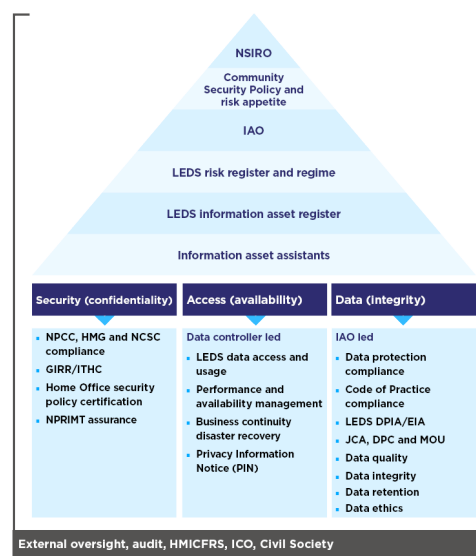 NSIRO
Community
Security Policy and
risk appetite
IAO
LEDS risk register and regime
LEDS information asset register
Information asset assistants
Security (confidentiality)
NPCC, HMG and NCSC
compliance
GIRR/ITHC
Home Office security
policy certification
NPRIMT assurance
Access (availability)
Data controller led
LEDS data access and
usage
Performance and
availability management
Business continuity
disaster recovery
Privacy Information
Notice (PIN)
Data (integrity)
IAO led
Data protection
compliance
Code of Practice
compliance
LEDS DPIA/EIA
JCA, DPC and MOU
Data quality
Data integrity
Data retention
Data ethics
External oversight, audit, HMICFRS, ICO, Civil Society